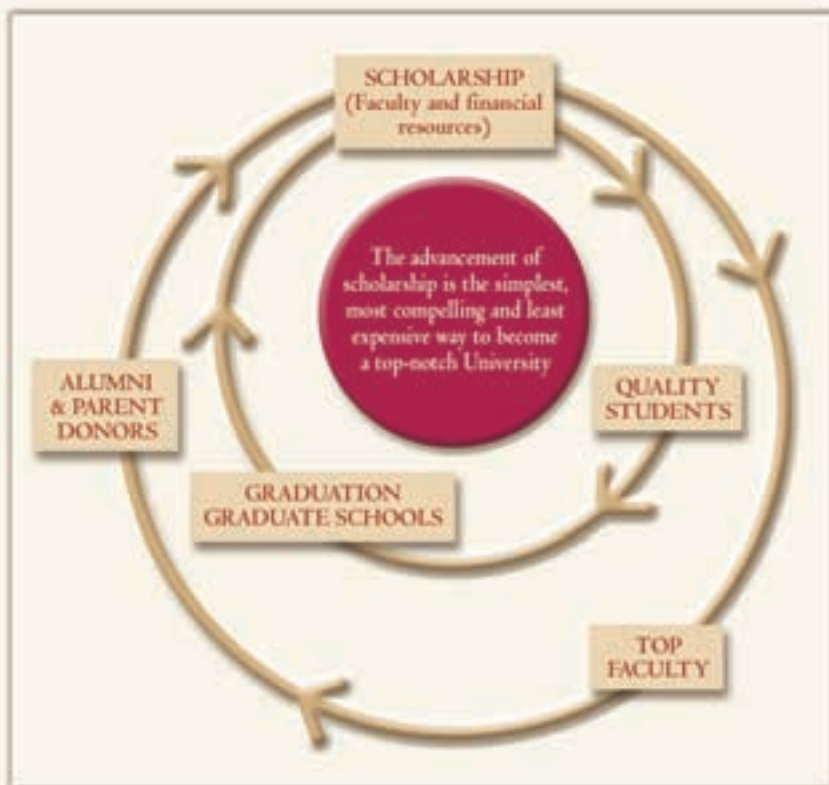 SCHOLARSHIP
(Faculty and financial
resources)
The advancement of
scholarship is the simplest,
most compelling and least
expensive way to become
a top-notch University
ALUMNI
& PARENT
DONORS
QUALITY
STUDENTS
GRADUATION
GRADUATE SCHOOLS
TOP
FACULTY